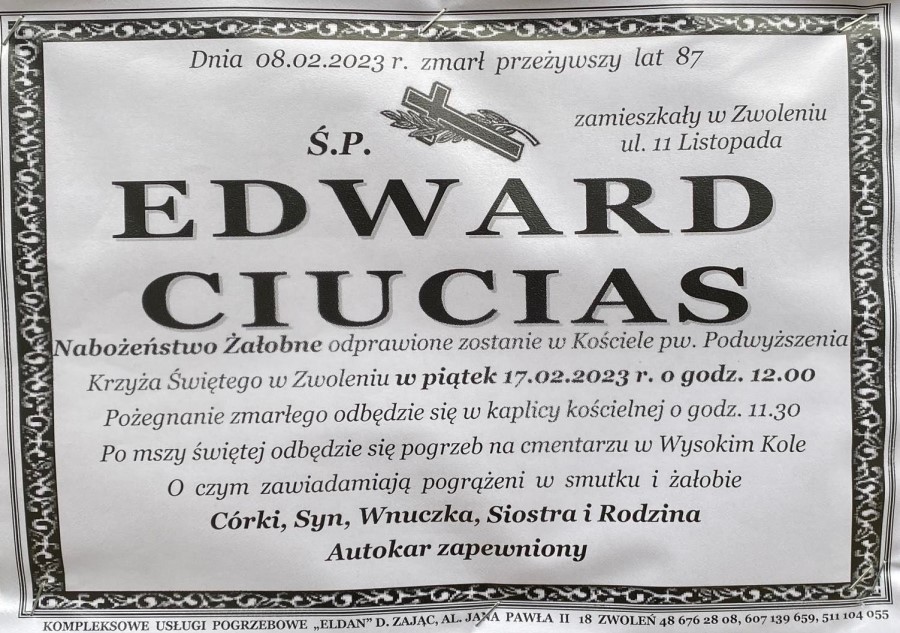 Dnia 08.02.2023 r. zmarł przeżywszy lat 87
zamieszkały w Zwoleniu
ul. 11 Listopada
Ś.P.
EDWARD
CIUCIAS
Nabożeństwo Żałobne odprawione zostanie w Kościele pw. Podwyższenia
Krzyża Świętego w Zwoleniu w piątek 17.02.2023 r. o godz. 12.00
Pożegnanie zmarłego odbędzie się w kaplicy kościelnej o godz. 11.30
Po mszy świętej odbędzie się pogrzeb na cmentarzu w Wysokim Kole
O czym zawiadamiają pogrążeni w smutku i żałobie
Córki, Syn, Wnuczka, Siostra i Rodzina
Autokar zapewniony
KOMPLEKSOWE USŁUGI POGRZEBOWE „ELDAN” D. ZAJĄC, AL. JANA PAWŁA II 18 ZWOLEŃ 48 676 28 08, 607 139 659, 511 104 055